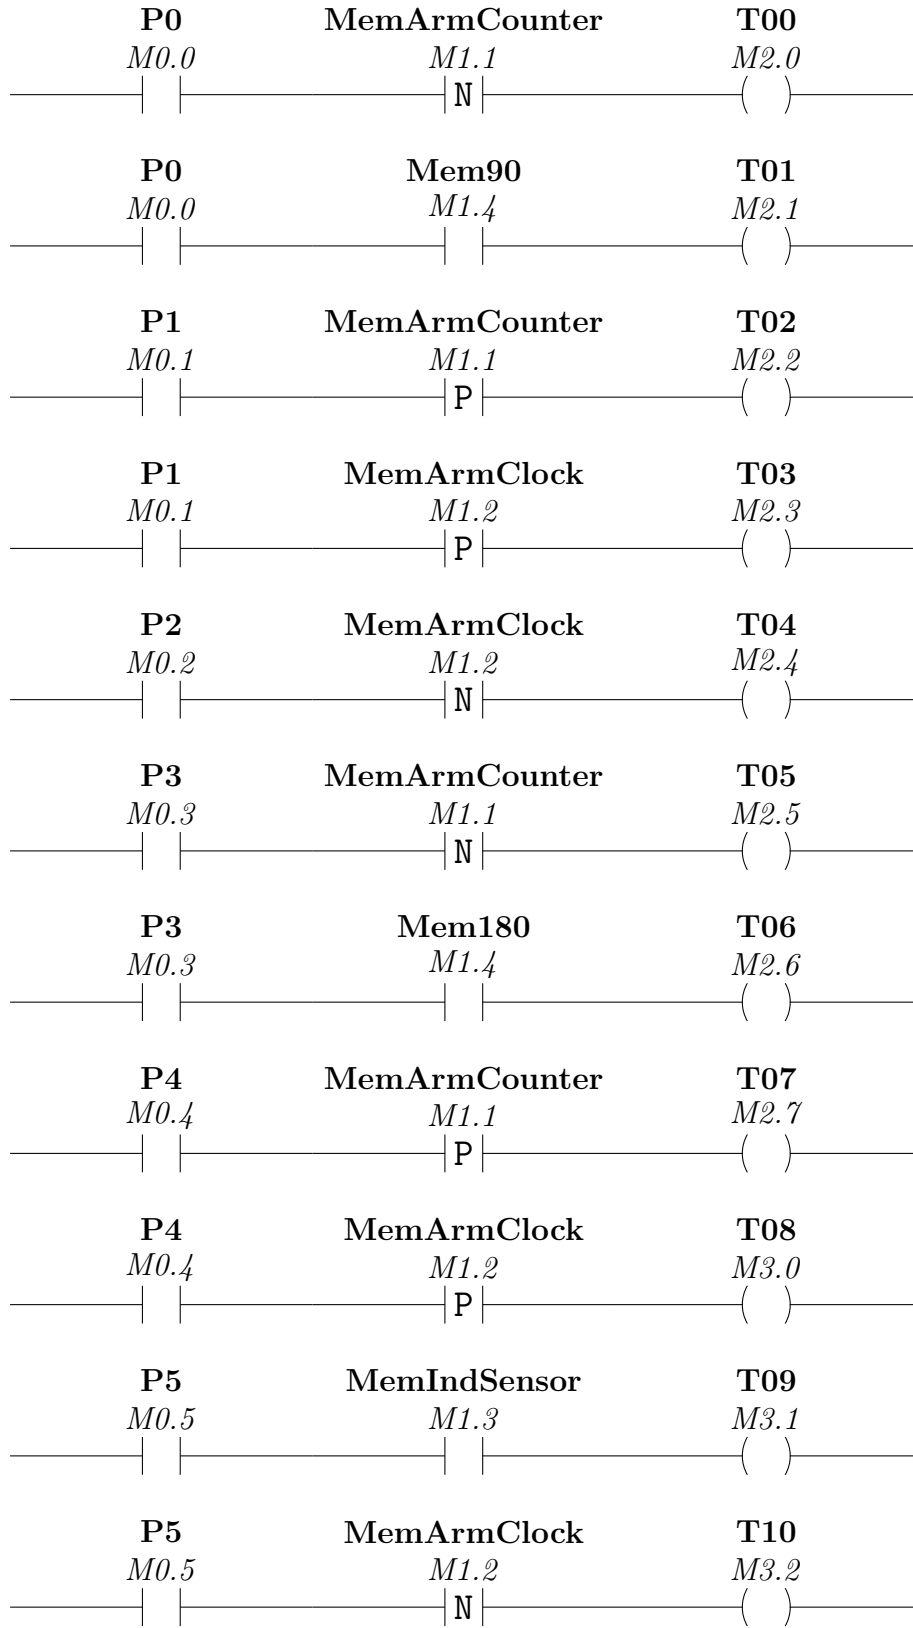 P0 MemArmCounter T00
M0.0 M1.1 M2.0
N
P0 Mem90 T01
M0.0 M1.4 M2.1
P1 MemArmCounter T02
M0.1 M1.1 M2.2
P
P1 MemArmClock T03
M0.1 M1.2 M2.3
P
P2 MemArmClock T04
M0.2 M1.2 M2.4
N
P3 MemArmCounter T05
M0.3 M1.1 M2.5
N
P3 Mem180 T06
M0.3 M1.4 M2.6
P4 MemArmCounter T07
M0.4 M1.1 M2.7
P
P4 MemArmClock T08
M0.4 M1.2 M3.0
P
P5 MemIndSensor T09
M0.5 M1.3 M3.1
P5 MemArmClock T10
M0.5 M1.2 M3.2
N